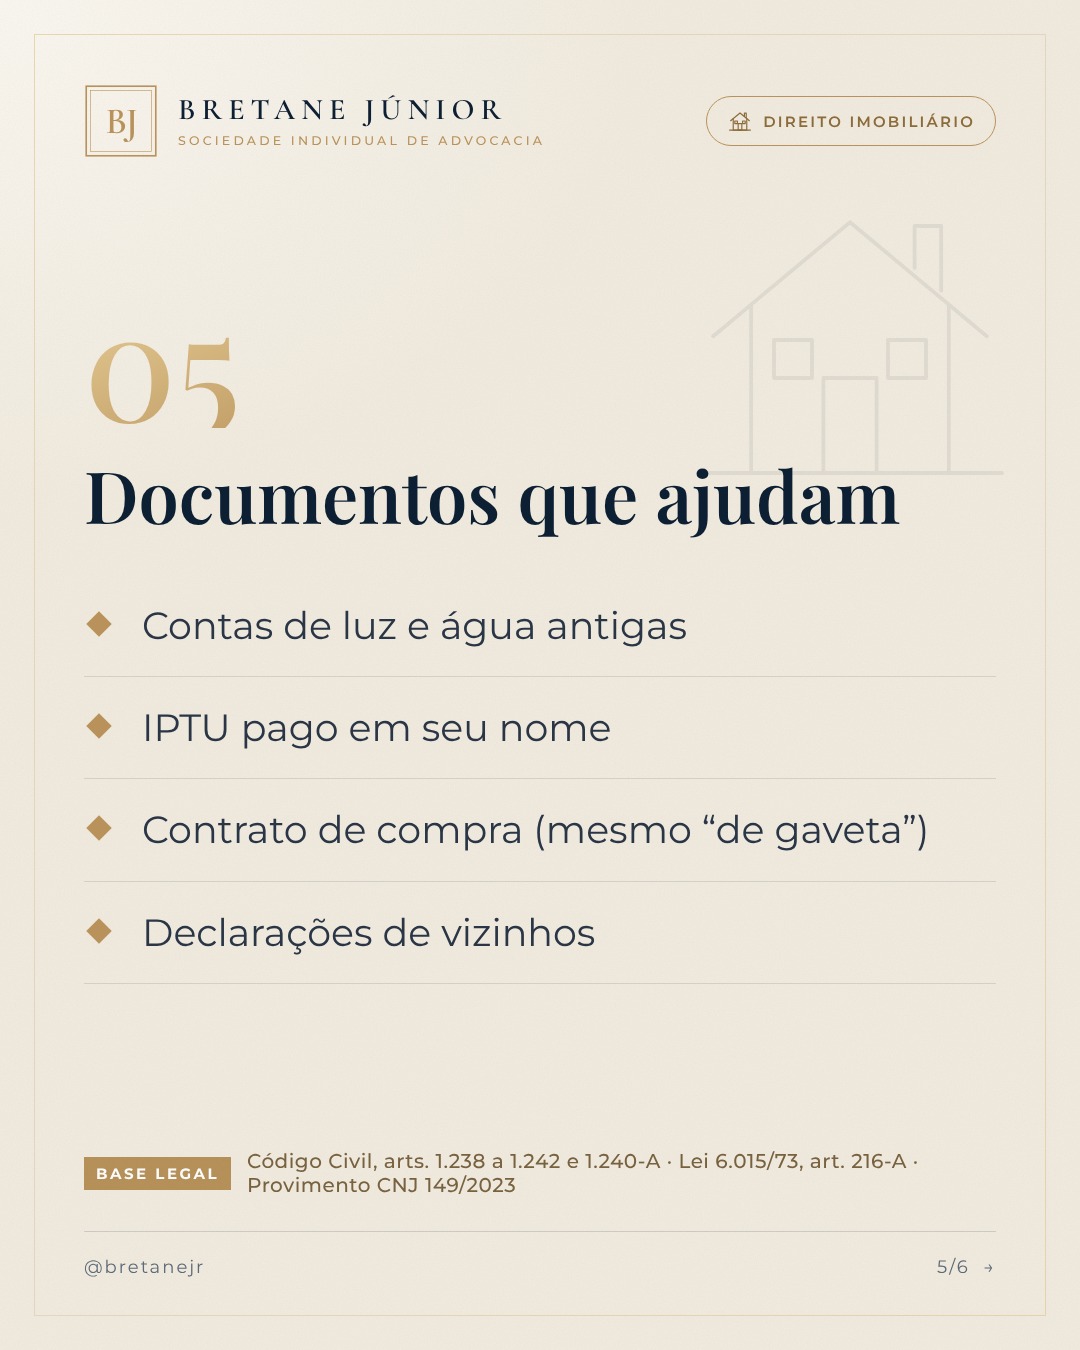 BJ
BRETANE JÚNIOR
SOCIEDADE INDIVIDUAL DE ADVOCACIA
DIREITO IMOBILIÁRIO
05
Documentos que ajudam
Contas de luz e água antigas
IPTU pago em seu nome
Contrato de compra (mesmo “de gaveta”)
Declarações de vizinhos
BASE LEGAL
Código Civil, arts. 1.238 a 1.242 e 1.240-A · Lei 6.015/73, art. 216-A ·
Provimento CNJ 149/2023
@bretanejr
5/6 →